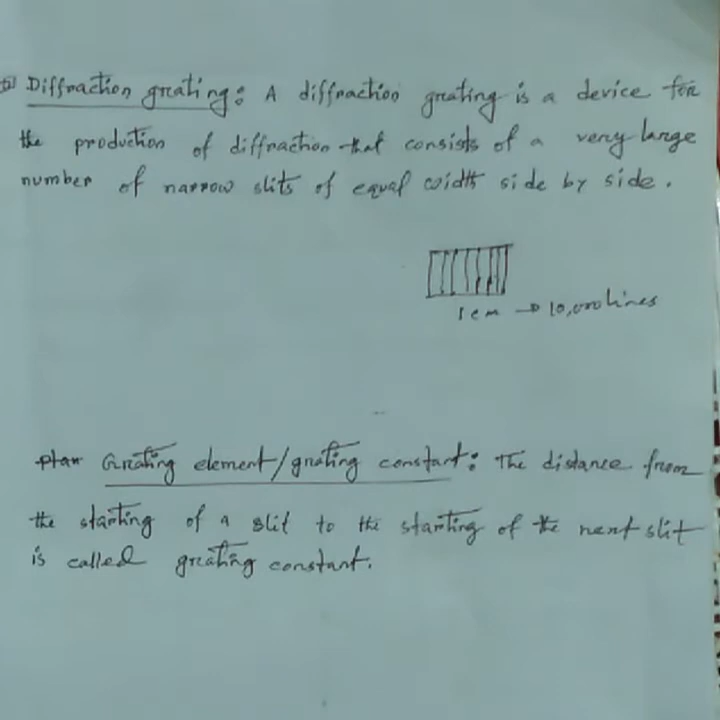 Diffraction grating: A diffraction grating is a device for
the production of diffraction that consists of a very large
number of narrow slits of equal width side by side.
1 cm → 10,000 lines
Grating element/grating constant: The distance from
the starting of a slit to the starting of the next slit
is called grating constant.